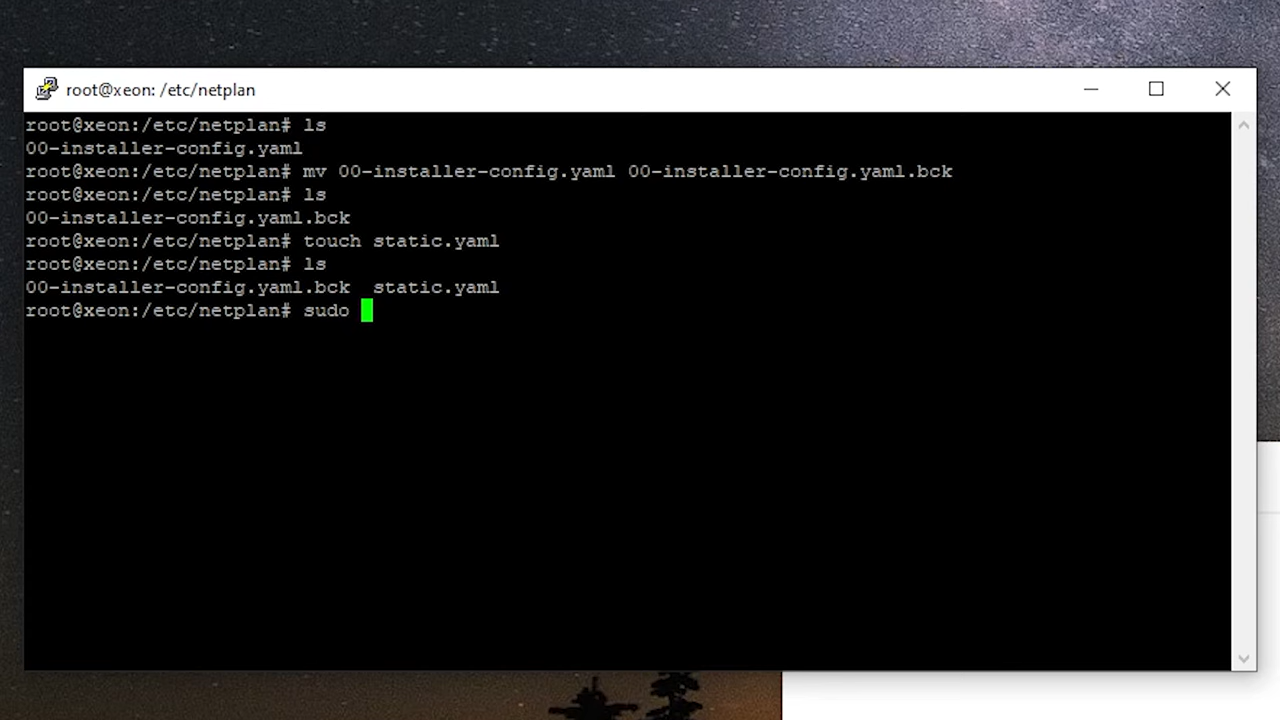 root@xeon: /etc/netplan
root@xeon:/etc/netplan# ls
00-installer-config.yaml
root@xeon:/etc/netplan# mv 00-installer-config.yaml 00-installer-config.yaml.bck
root@xeon:/etc/netplan# ls
00-installer-config.yaml.bck
root@xeon:/etc/netplan# touch static.yaml
root@xeon:/etc/netplan# ls
00-installer-config.yaml.bck  static.yaml
root@xeon:/etc/netplan# sudo